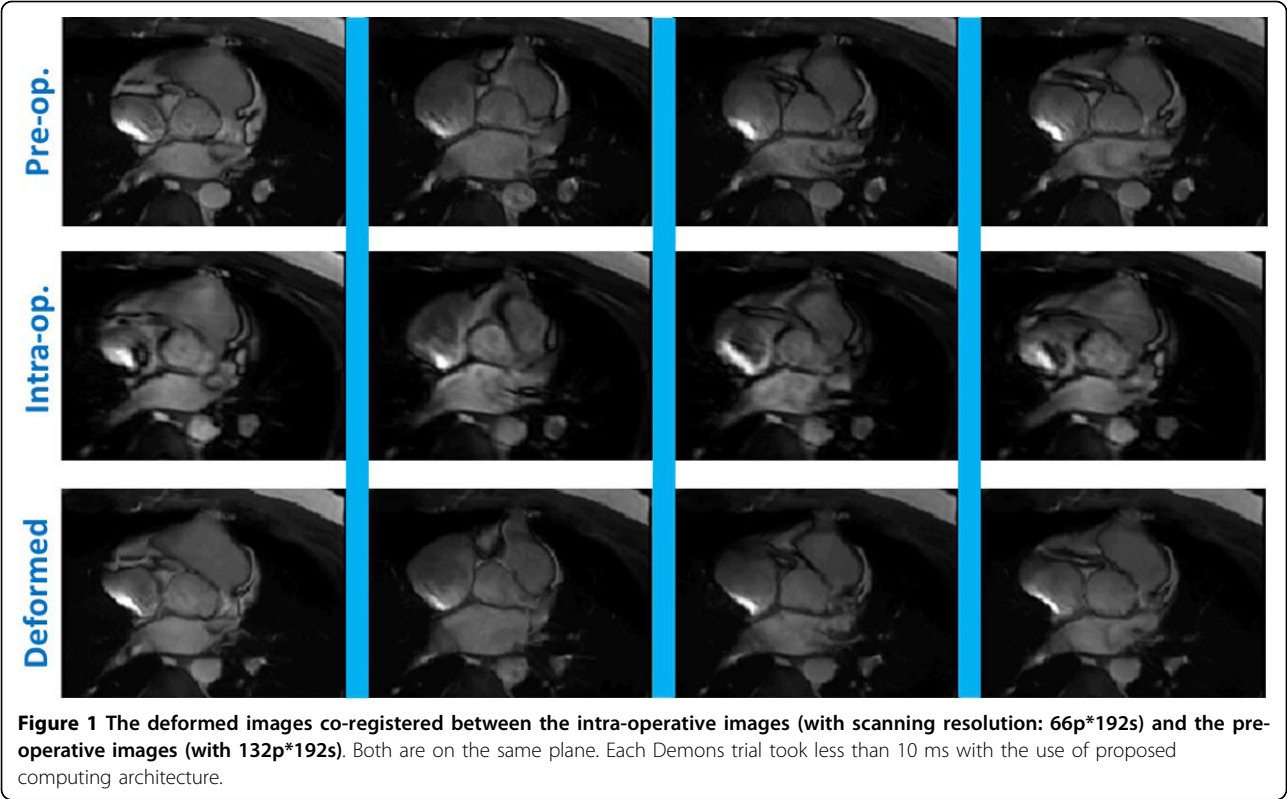 Pre-op.
Intra-op.
Deformed
Figure 1 The deformed images co-registered between the intra-operative images (with scanning resolution: 66p*192s) and the pre-
operative images (with 132p*192s). Both are on the same plane. Each Demons trial took less than 10 ms with the use of proposed
computing architecture.